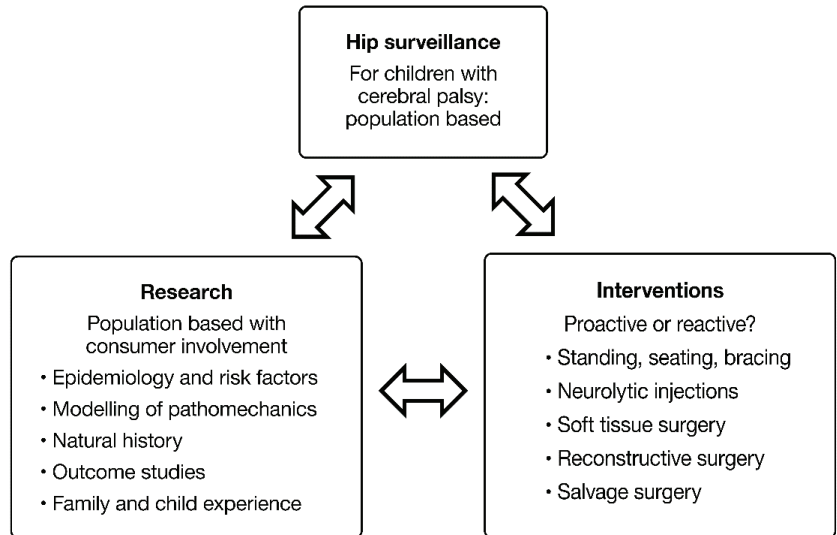 Hip surveillance
For children with
cerebral palsy:
population based
Research
Population based with
consumer involvement
• Epidemiology and risk factors
• Modelling of pathomechanics
• Natural history
• Outcome studies
• Family and child experience
Interventions
Proactive or reactive?
• Standing, seating, bracing
• Neurolytic injections
• Soft tissue surgery
• Reconstructive surgery
• Salvage surgery